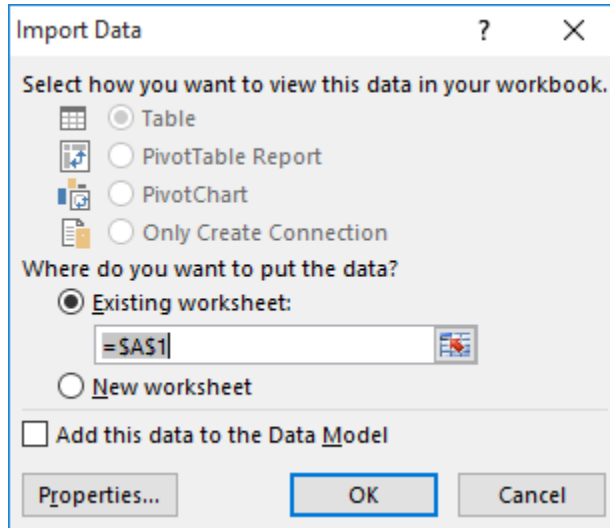 Import Data ? X
Select how you want to view this data in your workbook.
Table
PivotTable Report
PivotChart
Only Create Connection
Where do you want to put the data?
Existing worksheet:
=$A$1
New worksheet
Add this data to the Data Model
Properties... OK Cancel